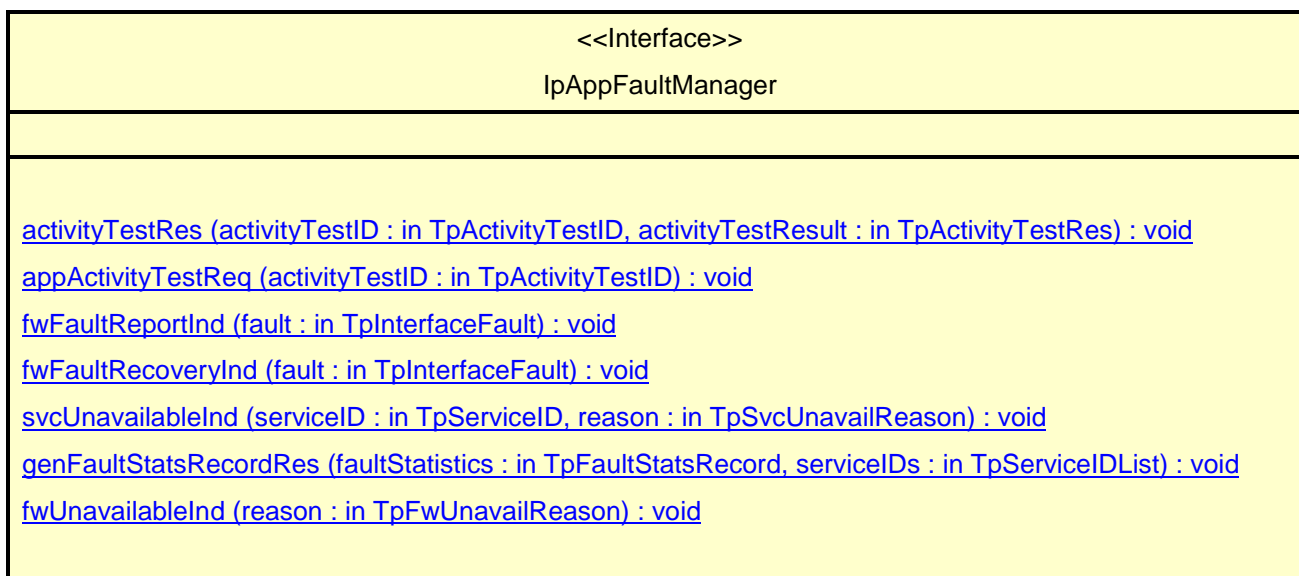 <<Interface>>
IpAppFaultManager
activityTestRes (activityTestID : in TpActivityTestID, activityTestResult : in TpActivityTestRes) : void
appActivityTestReq (activityTestID : in TpActivityTestID) : void
fwFaultReportInd (fault : in TpInterfaceFault) : void
fwFaultRecoveryInd (fault : in TpInterfaceFault) : void
svcUnavailableInd (serviceID : in TpServiceID, reason : in TpSvcUnavailReason) : void
genFaultStatsRecordRes (faultStatistics : in TpFaultStatsRecord, serviceIDs : in TpServiceIDList) : void
fwUnavailableInd (reason : in TpFwUnavailReason) : void